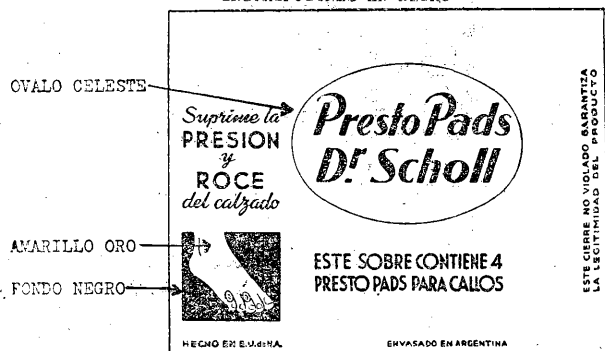 OVALO CELESTE
Suprime la
PRESION
y
ROCE
del calzado
Presto Pads
Dr. Scholl
AMARILLO ORO
FONDO NEGRO
ESTE SOBRE CONTIENE 4
PRESTO PADS PARA CALLOS
HECHO EN E.U.de N.A.
ENVASADO EN ARGENTINA
ESTE CIERRE NO VIOLADO GARANTIZA
LA LEGITIMIDAD DEL PRODUCTO